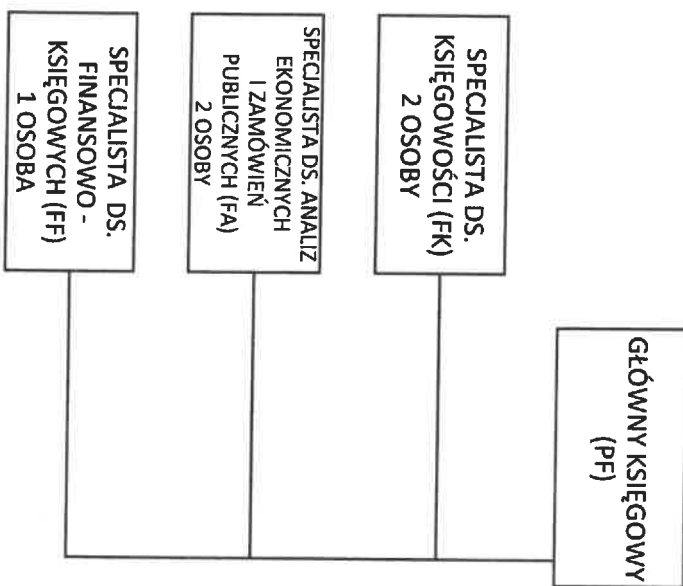 GŁÓWNY KSIĘGOWY
(PF)
SPECJALISTA DS.
KSIĘGOWOŚCI (FK)
2 OSOBY
SPECJALISTA DS. ANALIZ
EKONOMICZNYCH
I ZAMÓWIEŃ
PUBLICZNYCH (FA)
2 OSOBY
SPECJALISTA DS.
FINANSOWO -
KSIĘGOWYCH (FF)
1 OSOBA